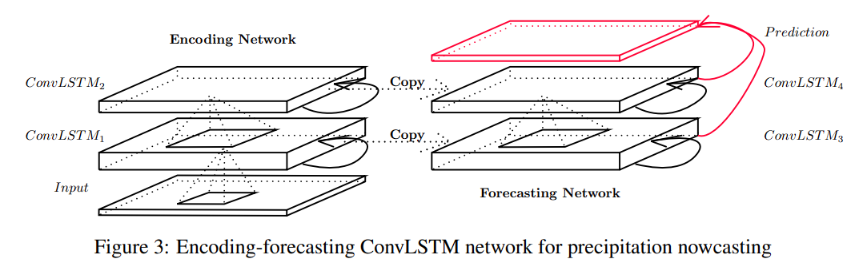 Encoding Network
Prediction
ConvLSTM₂
Copy
ConvLSTM₄
ConvLSTM₁
Copy
ConvLSTM₃
Input
Forecasting Network
Figure 3: Encoding-forecasting ConvLSTM network for precipitation nowcasting